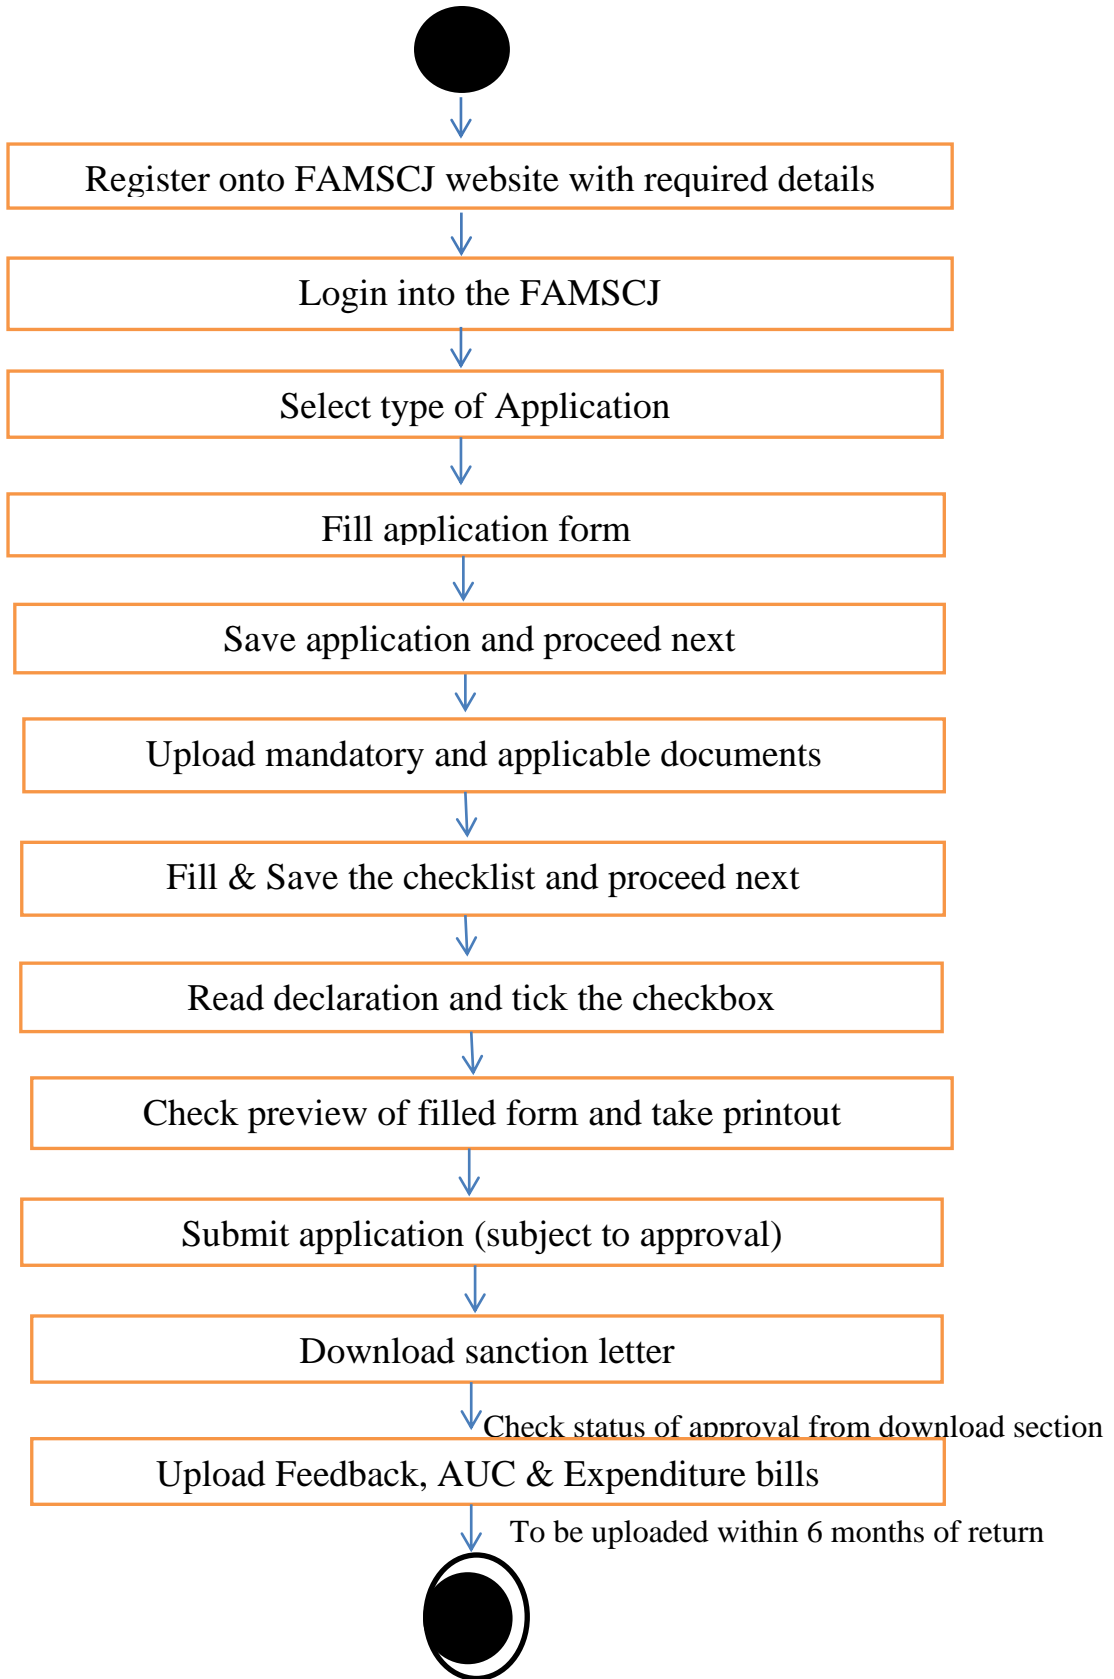 Register onto FAMSCJ website with required details
Login into the FAMSCJ
Select type of Application
Fill application form
Save application and proceed next
Upload mandatory and applicable documents
Fill & Save the checklist and proceed next
Read declaration and tick the checkbox
Check preview of filled form and take printout
Submit application (subject to approval)
Download sanction letter
Check status of approval from download section
Upload Feedback, AUC & Expenditure bills
To be uploaded within 6 months of return